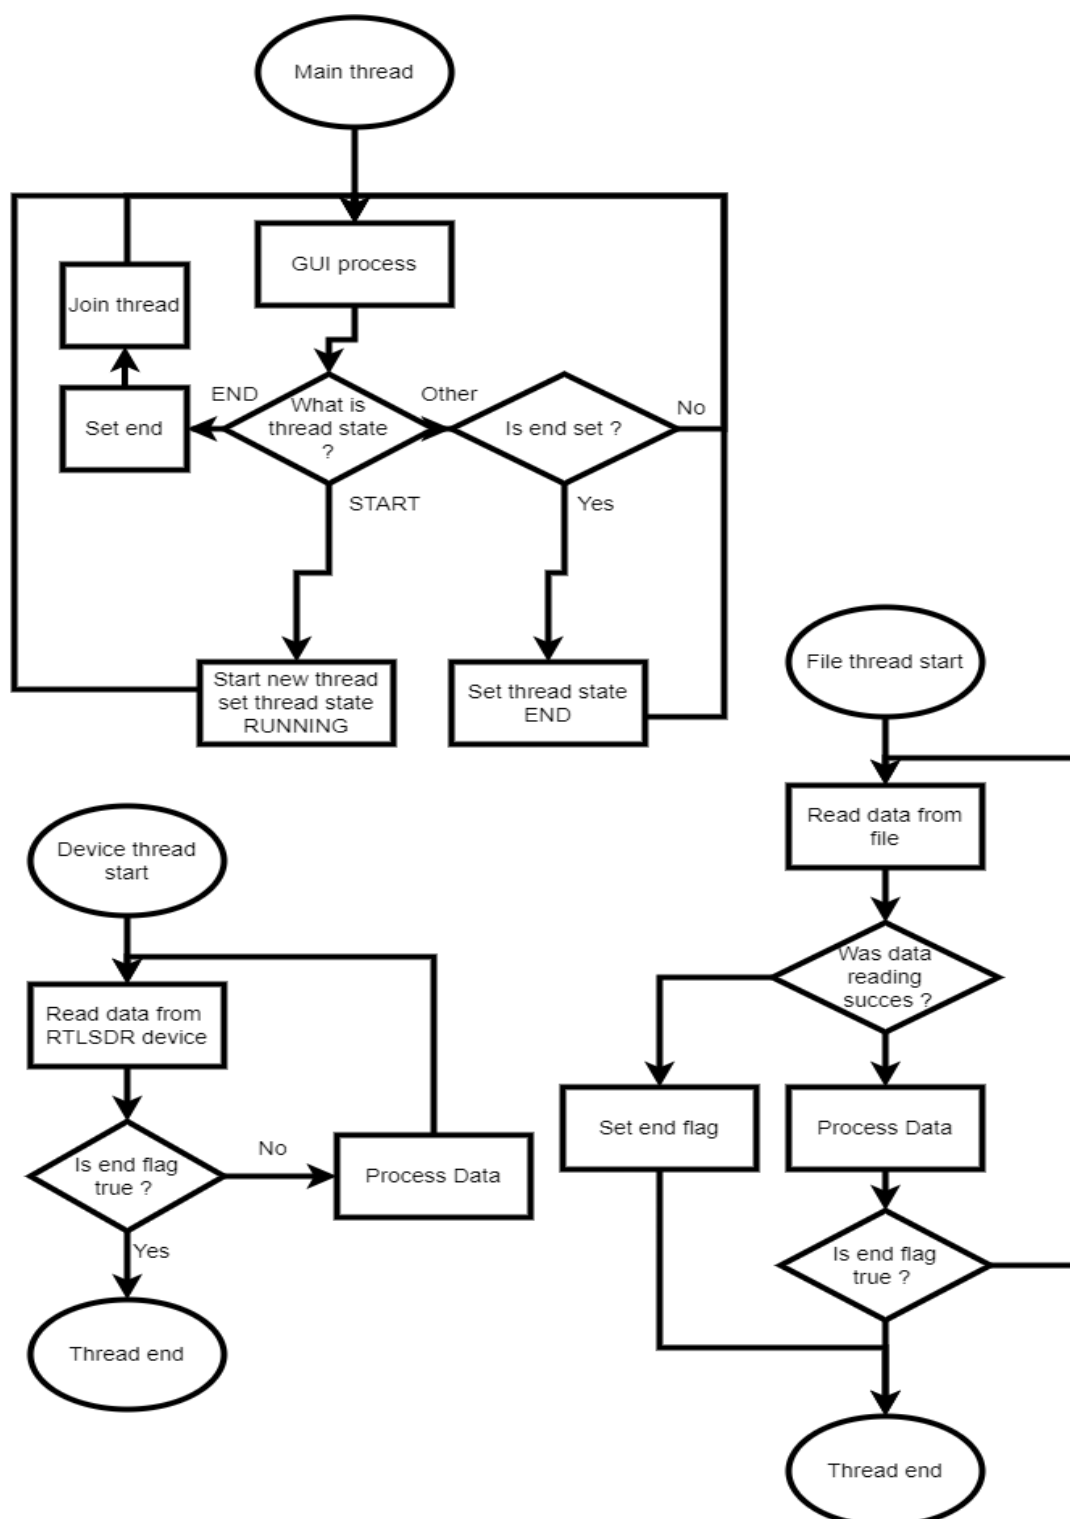 Main thread
GUI process
Join thread
END
What is
thread state
?
Other
Is end set ?
No
Set end
START
Yes
Start new thread
set thread state
RUNNING
Set thread state
END
File thread start
Read data from
file
Was data
reading
succes ?
Set end flag
Process Data
Is end flag
true ?
Thread end
Device thread
start
Read data from
RTLSDR device
Is end flag
true ?
No
Process Data
Yes
Thread end